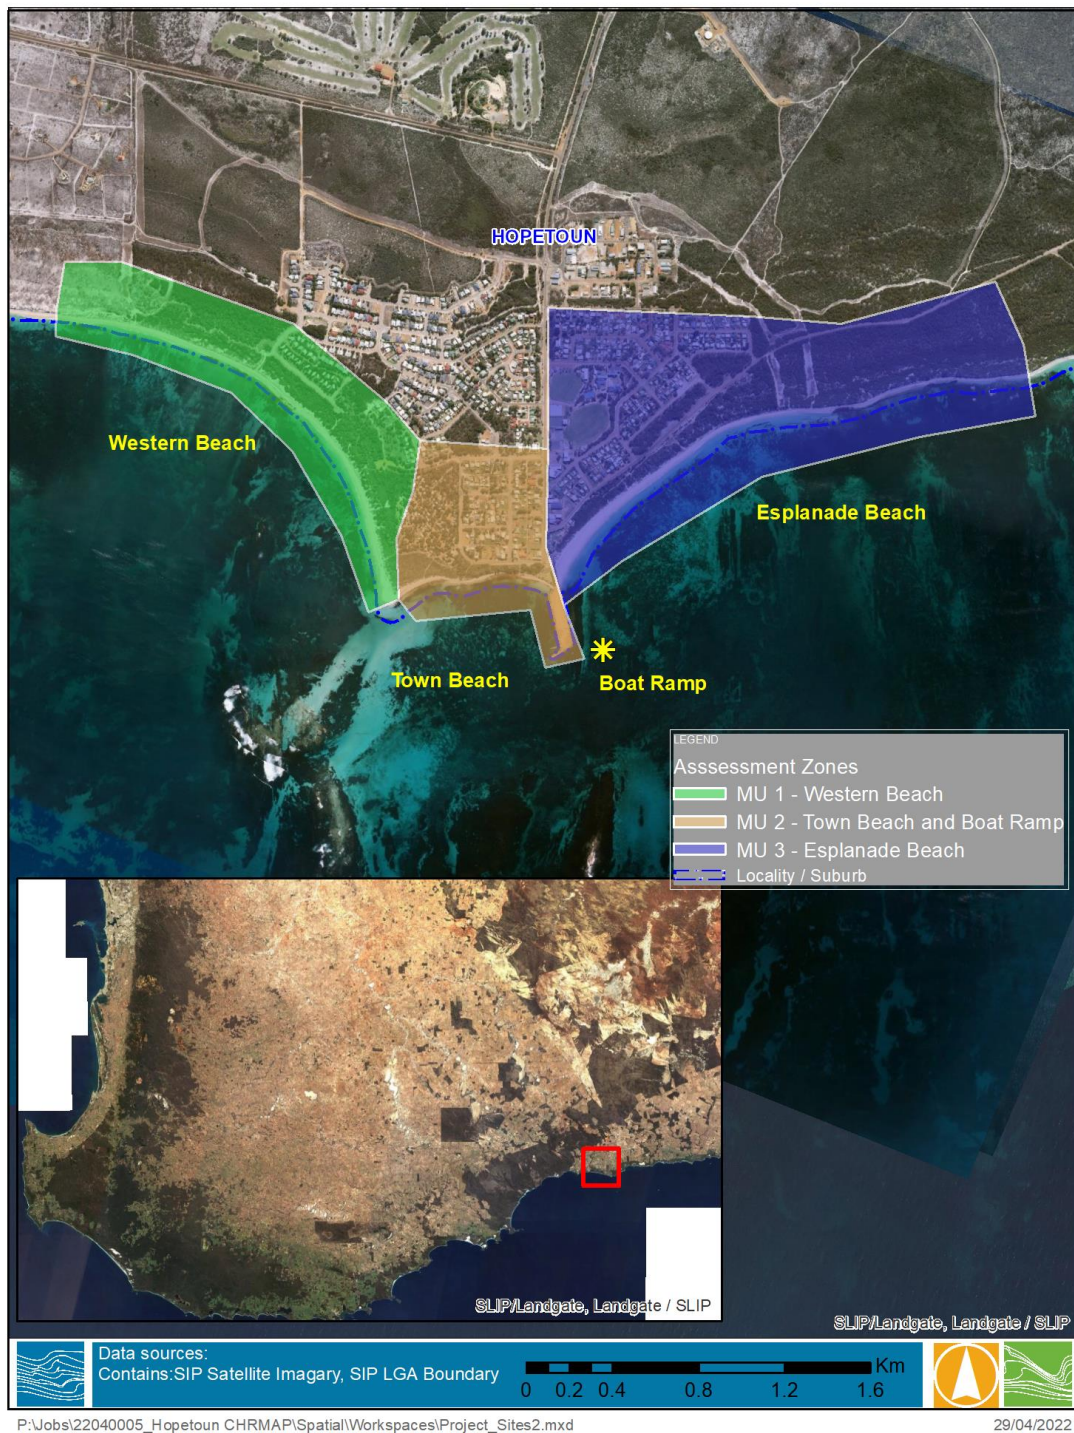 HOPETOUN
Western Beach
Esplanade Beach
Town Beach
Boat Ramp
LEGEND
Asssessment Zones
MU 1 - Western Beach
MU 2 - Town Beach and Boat Ramp
MU 3 - Esplanade Beach
Locality / Suburb
SLIP/Landgate, Landgate / SLIP
SLIP/Landgate, Landgate / SLIP
Data sources:
Contains:SIP Satellite Imagary, SIP LGA Boundary
Km
0 0.2 0.4 0.8 1.2 1.6
P:\Jobs\22040005_Hopetoun CHRMAP\Spatial\Workspaces\Project_Sites2.mxd
29/04/2022